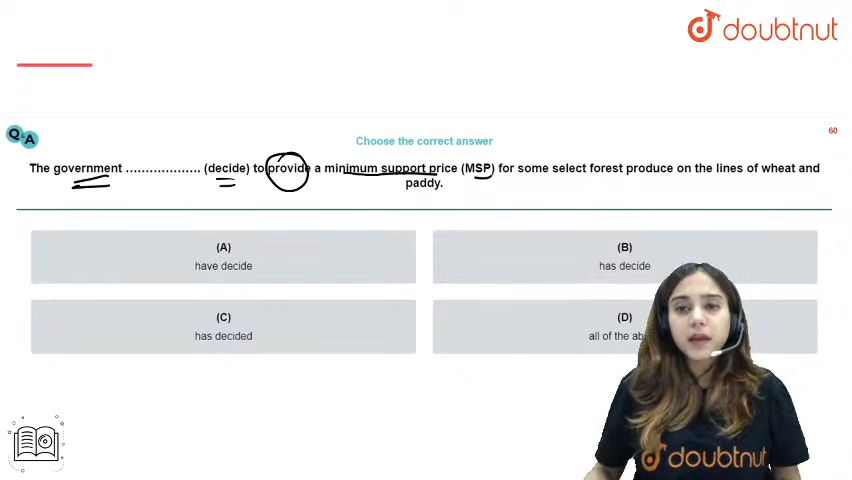 doubtnut
Q A
60
Choose the correct answer
The government ................... (decide) to provide a minimum support price (MSP) for some select forest produce on the lines of wheat and
paddy.
(A)
have decide
(B)
has decide
(C)
has decided
(D)
all of the
doubtnut